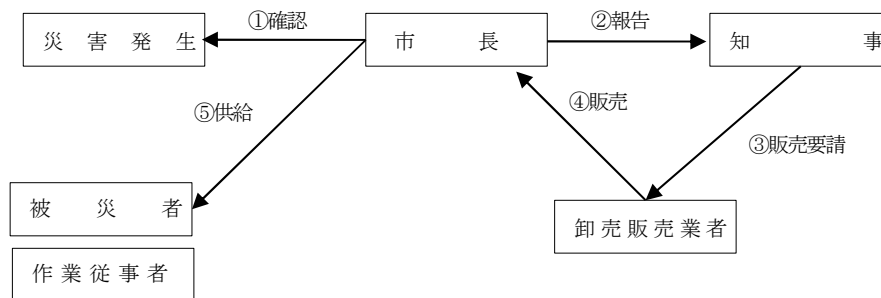 ①確認
②報告
災害発生
市長
知事
④販売
⑤供給
③販売要請
被災者
卸売販売業者
作業従事者